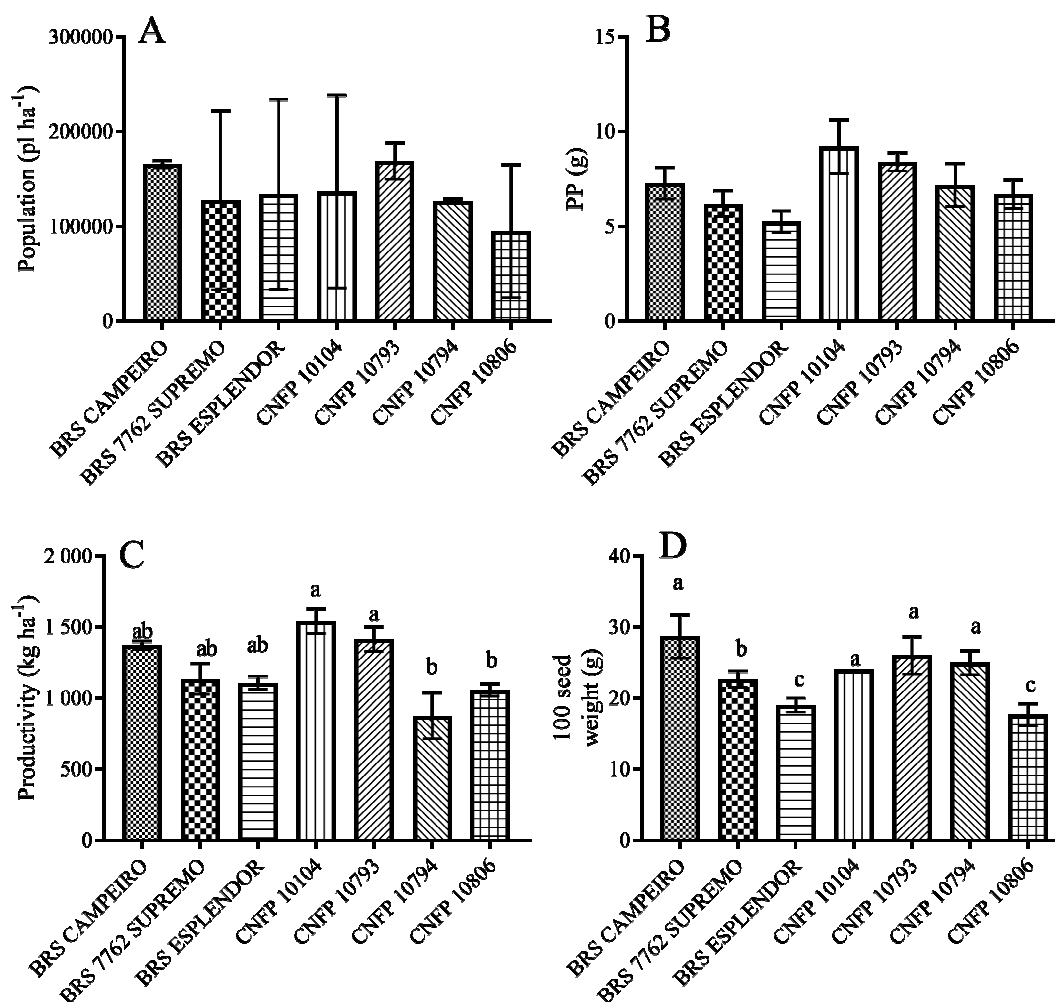 A
Population (pl ha⁻¹)
300000
200000
100000
0
BRS CAMPEIRO
BRS 7762 SUPREMO
BRS ESPLENDOR
CNFP 10104
CNFP 10793
CNFP 10794
CNFP 10806
B
PP (g)
15
10
5
0
BRS CAMPEIRO
BRS 7762 SUPREMO
BRS ESPLENDOR
CNFP 10104
CNFP 10793
CNFP 10794
CNFP 10806
C
Productivity (kg ha⁻¹)
2 000
1 500
1 000
500
0
ab
ab
ab
a
a
b
b
BRS CAMPEIRO
BRS 7762 SUPREMO
BRS ESPLENDOR
CNFP 10104
CNFP 10793
CNFP 10794
CNFP 10806
D
100 seed
weight (g)
40
30
20
10
0
a
b
c
a
a
a
c
BRS CAMPEIRO
BRS 7762 SUPREMO
BRS ESPLENDOR
CNFP 10104
CNFP 10793
CNFP 10794
CNFP 10806